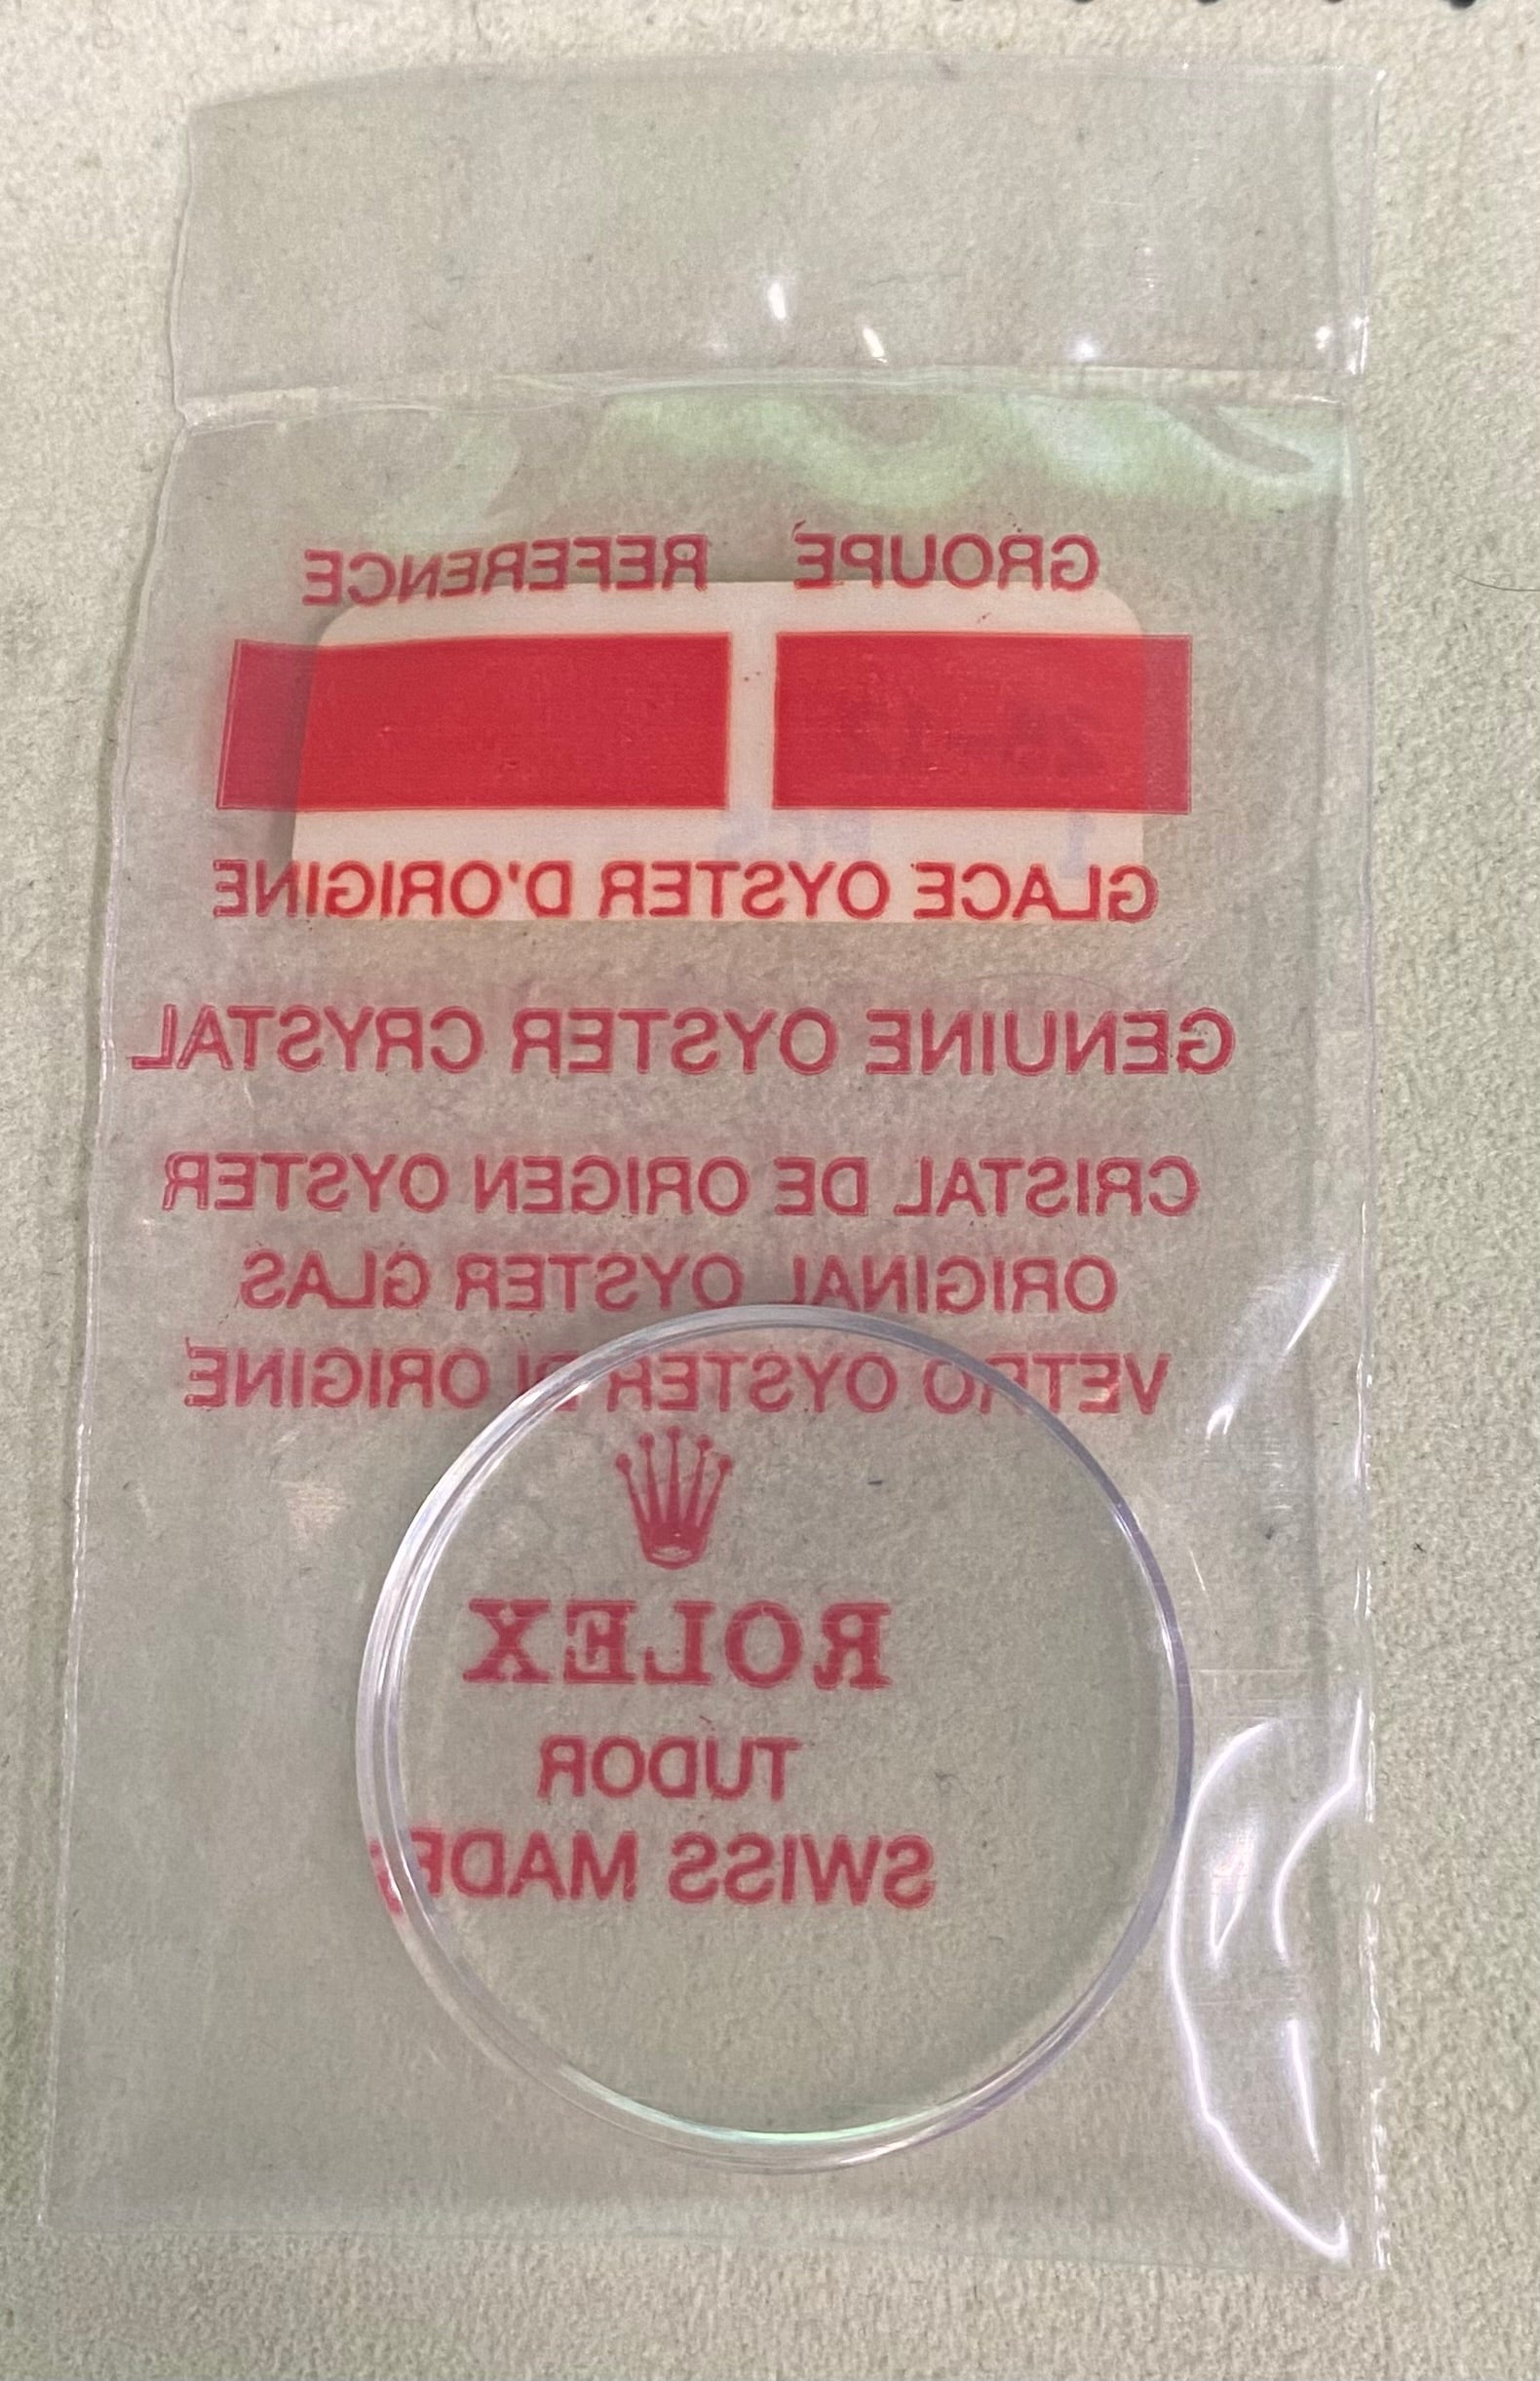 GROUPE REFERENCE
GLACE OYSTER D'ORIGINE
GENUINE OYSTER CRYSTAL
CRISTAL DE ORIGEN OYSTER
ORIGINAL OYSTER GLAS
VETRO OYSTER DI ORIGINE
ROLEX
TUDOR
SWISS MADE